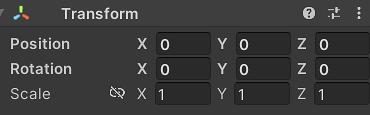 Transform
Position X 0 Y 0 Z 0
Rotation X 0 Y 0 Z 0
Scale X 1 Y 1 Z 1